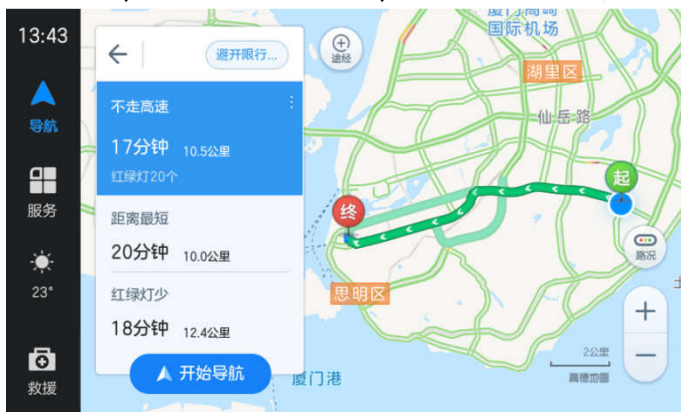 13:43
导航
服务
23°
救援
避开限行...
不走高速
17分钟 10.5公里
红绿灯20个
距离最短
20分钟 10.0公里
红绿灯少
18分钟 12.4公里
开始导航
途经
国际机场
湖里区
仙岳路
起
终
路况
思明区
厦门港
2公里
高德地图